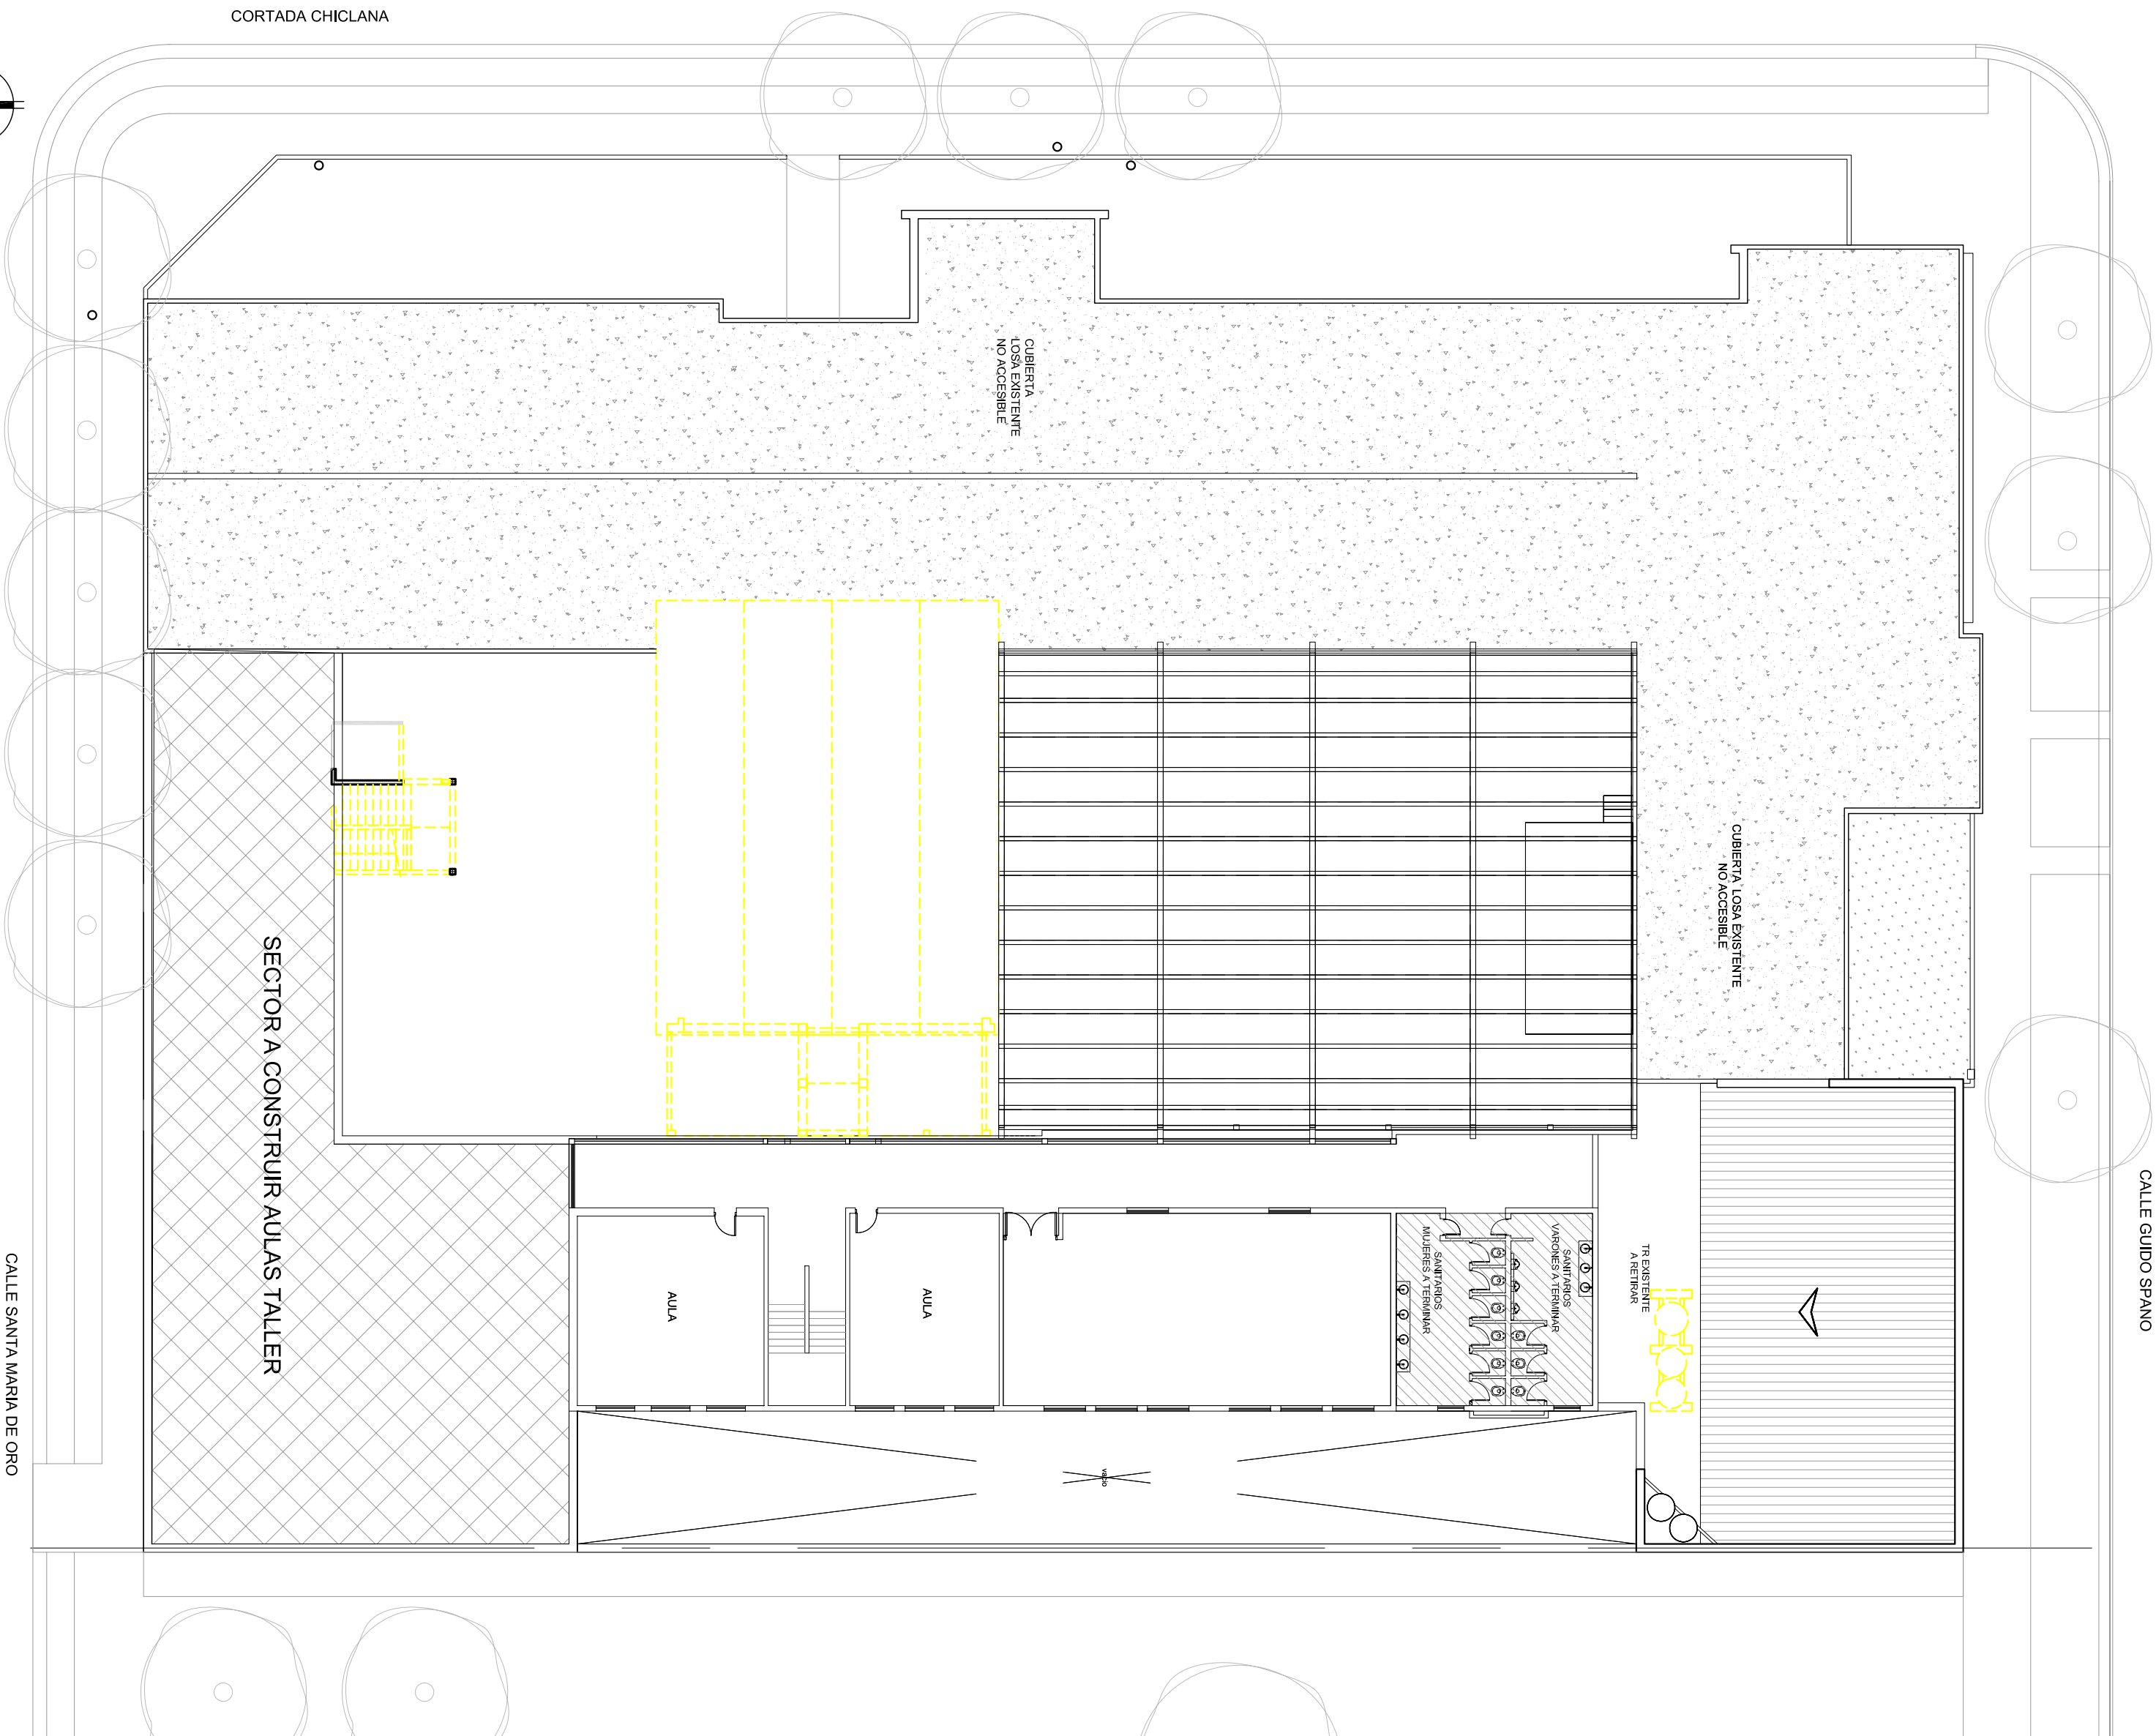 CORTADA CHICLANA
CUBIERTA
LOSA EXISTENTE
NO ACCESIBLE
CUBIERTA LOSA EXISTENTE
NO ACCESIBLE
SECTOR A CONSTRUIR AULAS TALLER
CALLE GUIDO SPANO
CALLE SANTA MARIA DE ORO
AULA
AULA
SANITARIOS
MUJERES A TERMINAR
SANITARIOS
VARONES A TERMINAR
TR EXISTENTE
A RETIRAR
vacio